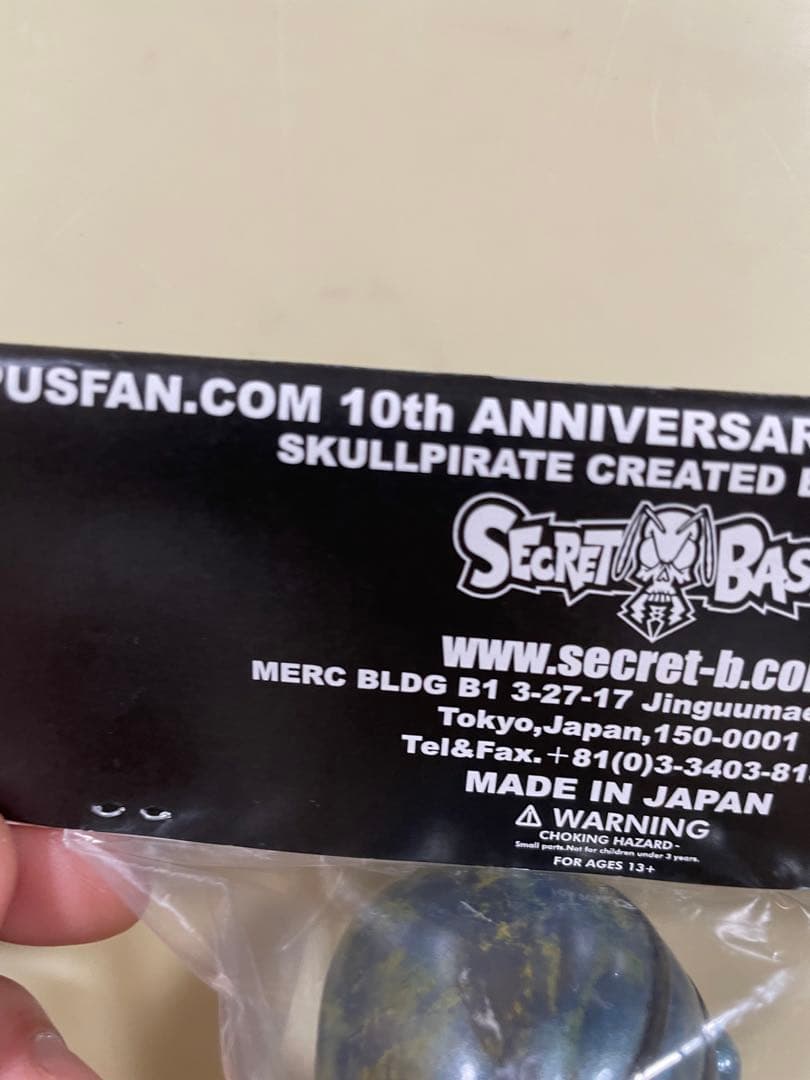 PUSFAN.COM 10th ANNIVERSAR
SKULLPIRATE CREATED
SECRET BAS
www.secret-b.co
MERC BLDG B1 3-27-17 Jinguumae
Tokyo,Japan,150-0001
Tel&Fax.+81(0)3-3403-81
MADE IN JAPAN
⚠ WARNING
CHOKING HAZARD-
Small parts.Not for children under 3 years.
FOR AGES 13+